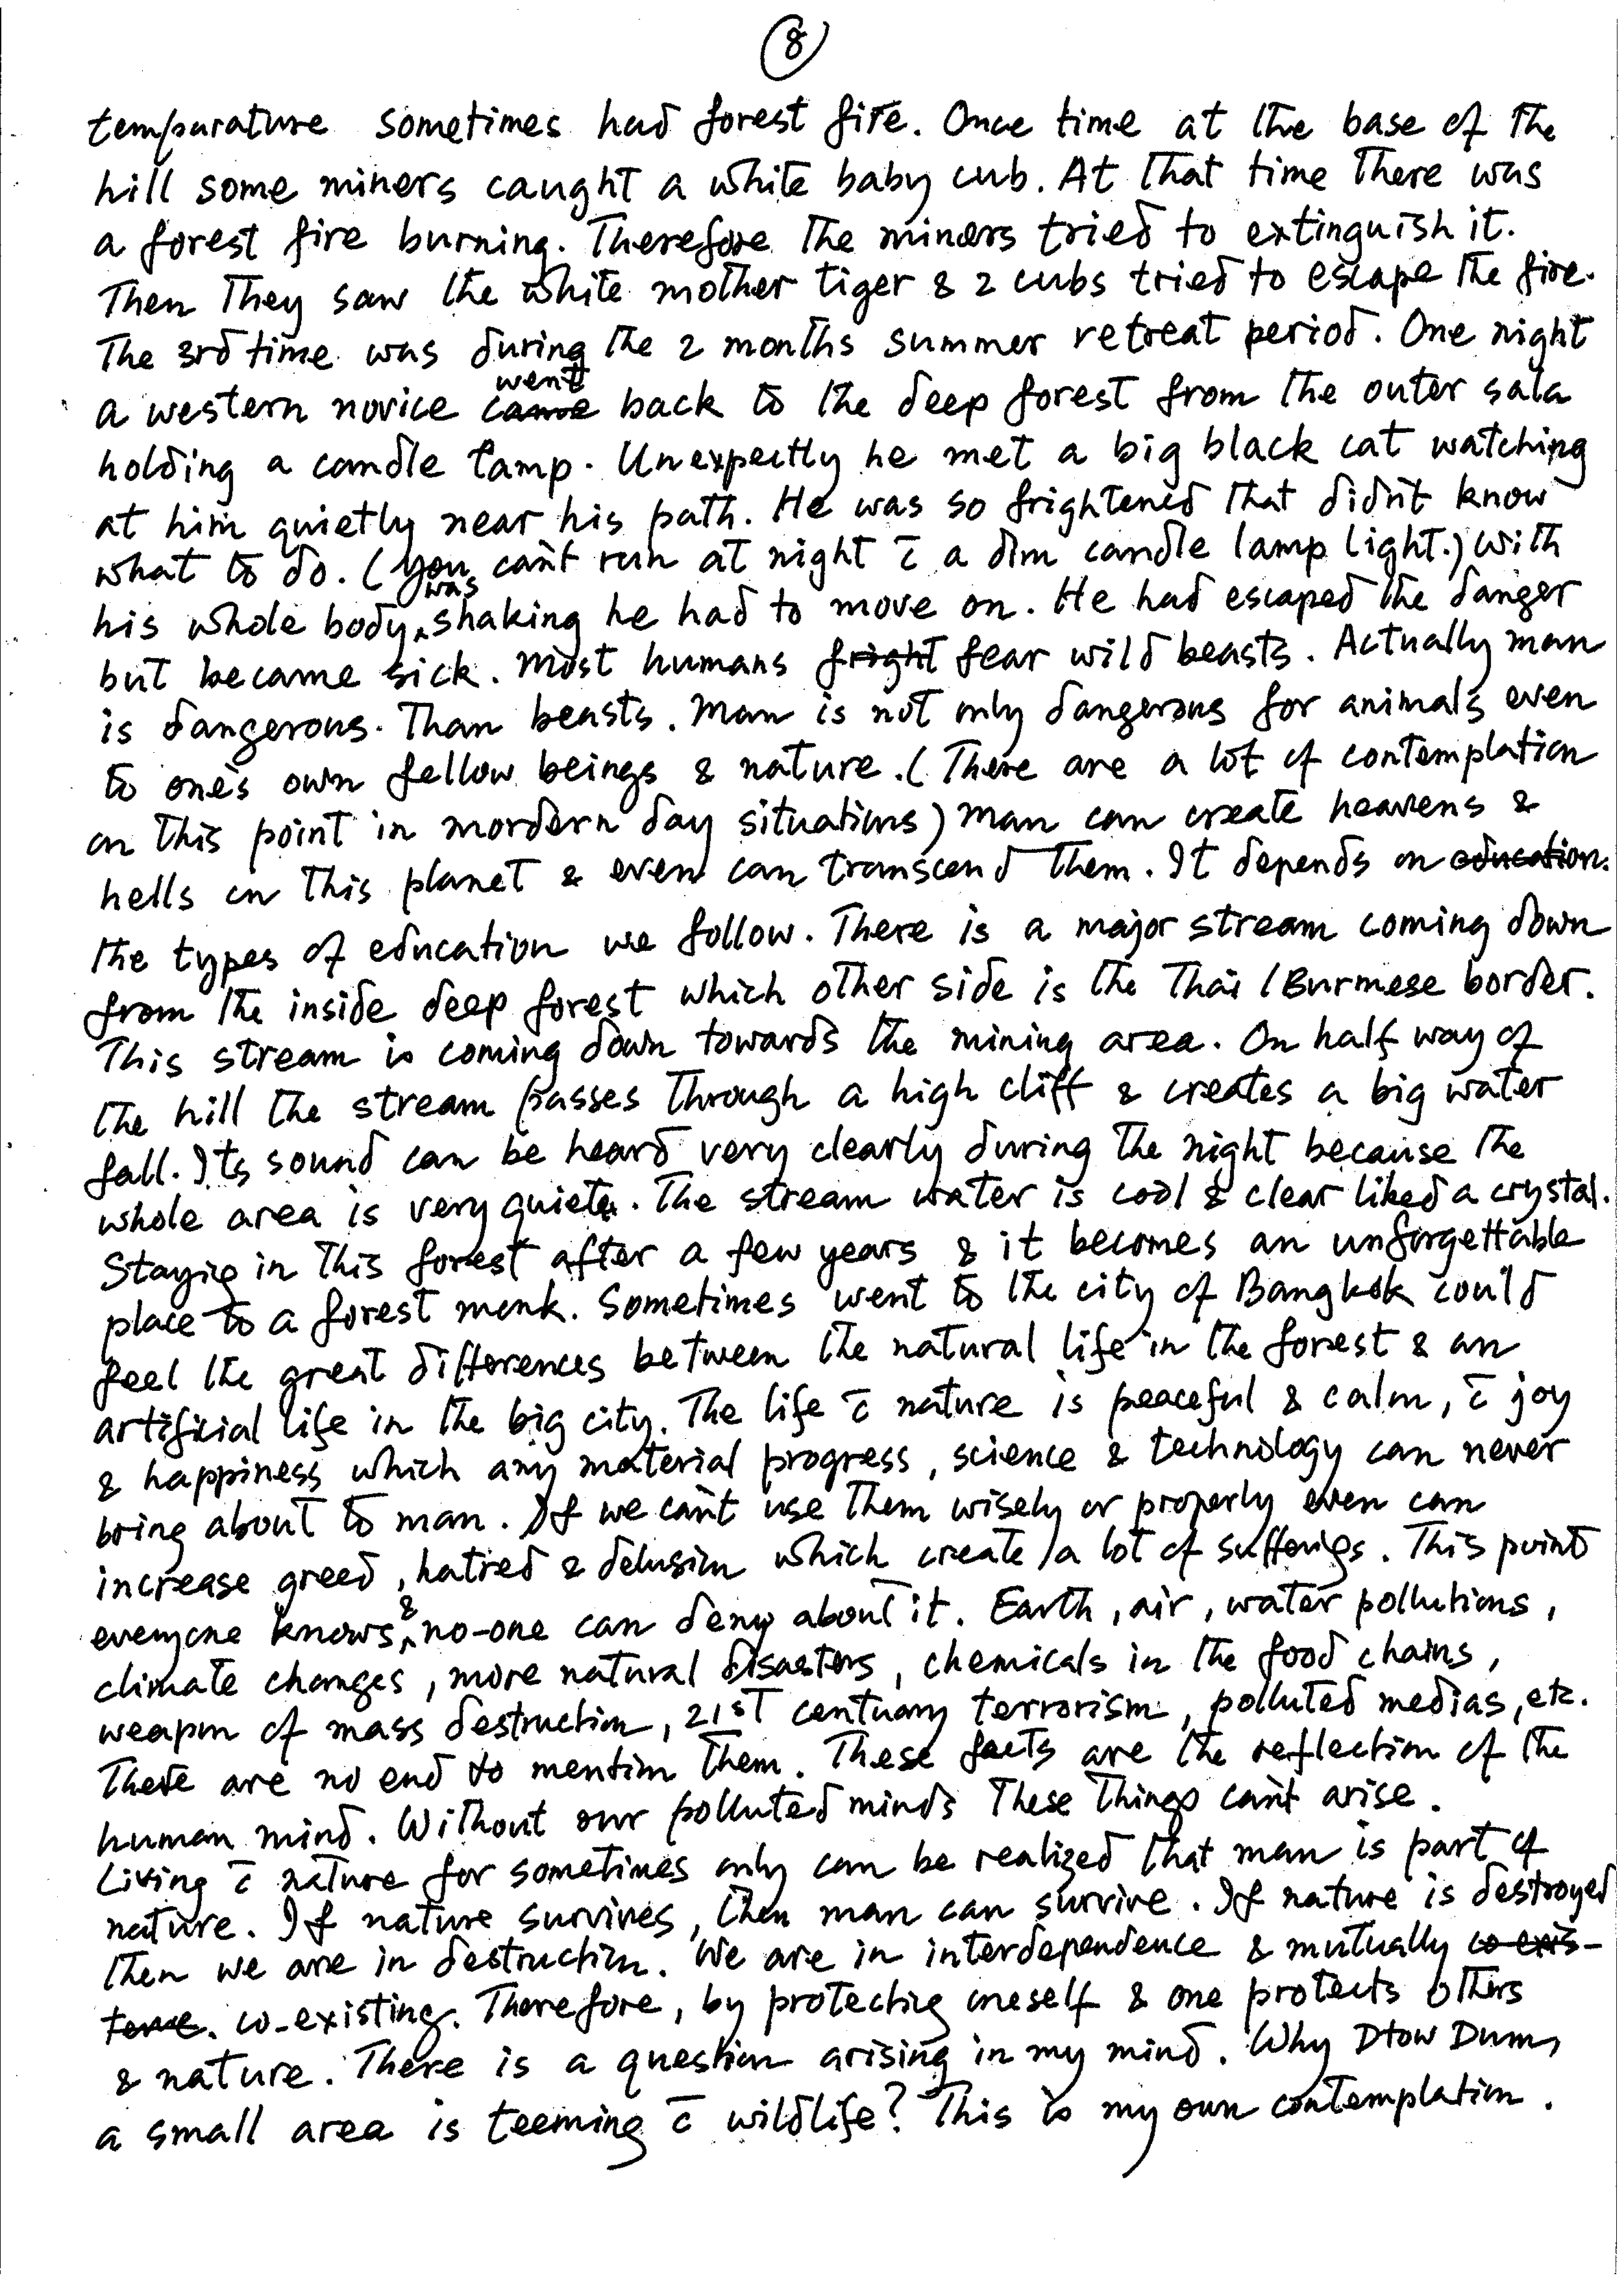 8
temparature sometimes had forest fire. Once time at the base of the
hill some miners caught a white baby cub. At that time there was
a forest fire burning. Therefore the miners tried to extinguish it.
Then they saw the white mother tiger & 2 cubs tried to escape the fire.
The 3rd time was during the 2 months summer retreat period. One night
a western novice came went back to the deep forest from the outer sala
holding a candle lamp. Unexpectly he met a big black cat watching
at him quietly near his path. He was so frightened that didn't know
what to do. (you can't run at night c̄ a dim candle lamp light.) With
his whole body was shaking he had to move on. He had escaped the danger
but became sick. Most humans fright fear wild beasts. Actually man
is dangerous. Than beasts. Man is not only dangerous for animals even
to one's own fellow beings & nature. (There are a lot of contemplation
on this point in mordern day situations) Man can create heavens &
hells on this planet & even can transcend them. It depends on education.
the types of education we follow. There is a major stream coming down
from the inside deep forest which other side is the Thai / Burmese border.
This stream is coming down towards the mining area. On half way of
the hill the stream passes through a high cliff & creates a big water
fall. Its sound can be heard very clearly during the night because the
whole area is very quiet. The stream water is cool & clear liked a crystal.
Staying in this forest after a few years & it becomes an unforgettable
place to a forest monk. Sometimes went to the city of Bangkok could
feel the great differences between the natural life in the forest & an
artificial life in the big city. The life c̄ nature is peaceful & calm, c̄ joy
& happiness which any material progress, science & technology can never
bring about to man. If we can't use them wisely or properly even can
increase greed, hatred & delusion which create a lot of sufferings. This point
everyone knows, & no-one can deny about it. Earth, air, water pollutions,
climate changes, more natural disasters, chemicals in the food chains,
weapon of mass destruction, 21st centuary terrorism, polluted medias, etc.
There are no end to mention them. These facts are the reflection of the
human mind. Without our polluted minds these things can't arise.
Living c̄ nature for sometimes only can be realized that man is part of
nature. If nature survives, then man can survive. If nature is destroyed
then we are in destruction. We are in interdependence & mutually co-exis-
tence. co-existing. Therefore, by protecting oneself & one protects others
& nature. There is a question arising in my mind. Why Dtow Dum,
a small area is teeming c̄ wildlife? This is my own contemplation.